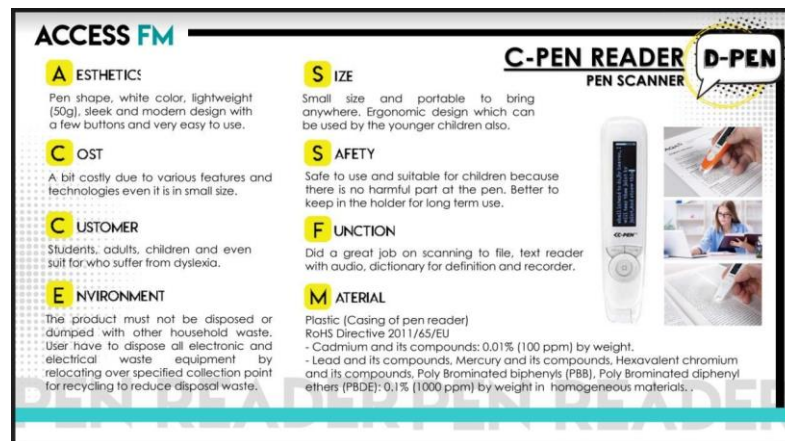 ACCESS FM
C-PEN READER
PEN SCANNER
D-PEN
AESTHETICS
Pen shape, white color, lightweight
(50g), sleek and modern design with
a few buttons and very easy to use.
COST
A bit costly due to various features and
technologies even it is in small size.
CUSTOMER
Students, adults, children and even
suit for who suffer from dyslexia.
ENVIRONMENT
The product must not be disposed or
dumped with other household waste.
User have to dispose all electronic and
electrical waste equipment by
relocating over specified collection point
for recycling to reduce disposal waste.
SIZE
Small size and portable to bring
anywhere. Ergonomic design which can
be used by the younger children also.
SAFETY
Safe to use and suitable for children because
there is no harmful part at the pen. Better to
keep in the holder for long term use.
FUNCTION
Did a great job on scanning to file, text reader
with audio, dictionary for definition and recorder.
MATERIAL
Plastic (Casing of pen reader)
RoHS Directive 2011/65/EU
- Cadmium and its compounds: 0.01% (100 ppm) by weight.
- Lead and its compounds, Mercury and its compounds, Hexavalent chromium
and its compounds, Poly Brominated biphenyls (PBB), Poly Brominated diphenyl
ethers (PBDE): 0.1% (1000 ppm) by weight in homogeneous materials. .
C-PEN
PEN READER PEN READER